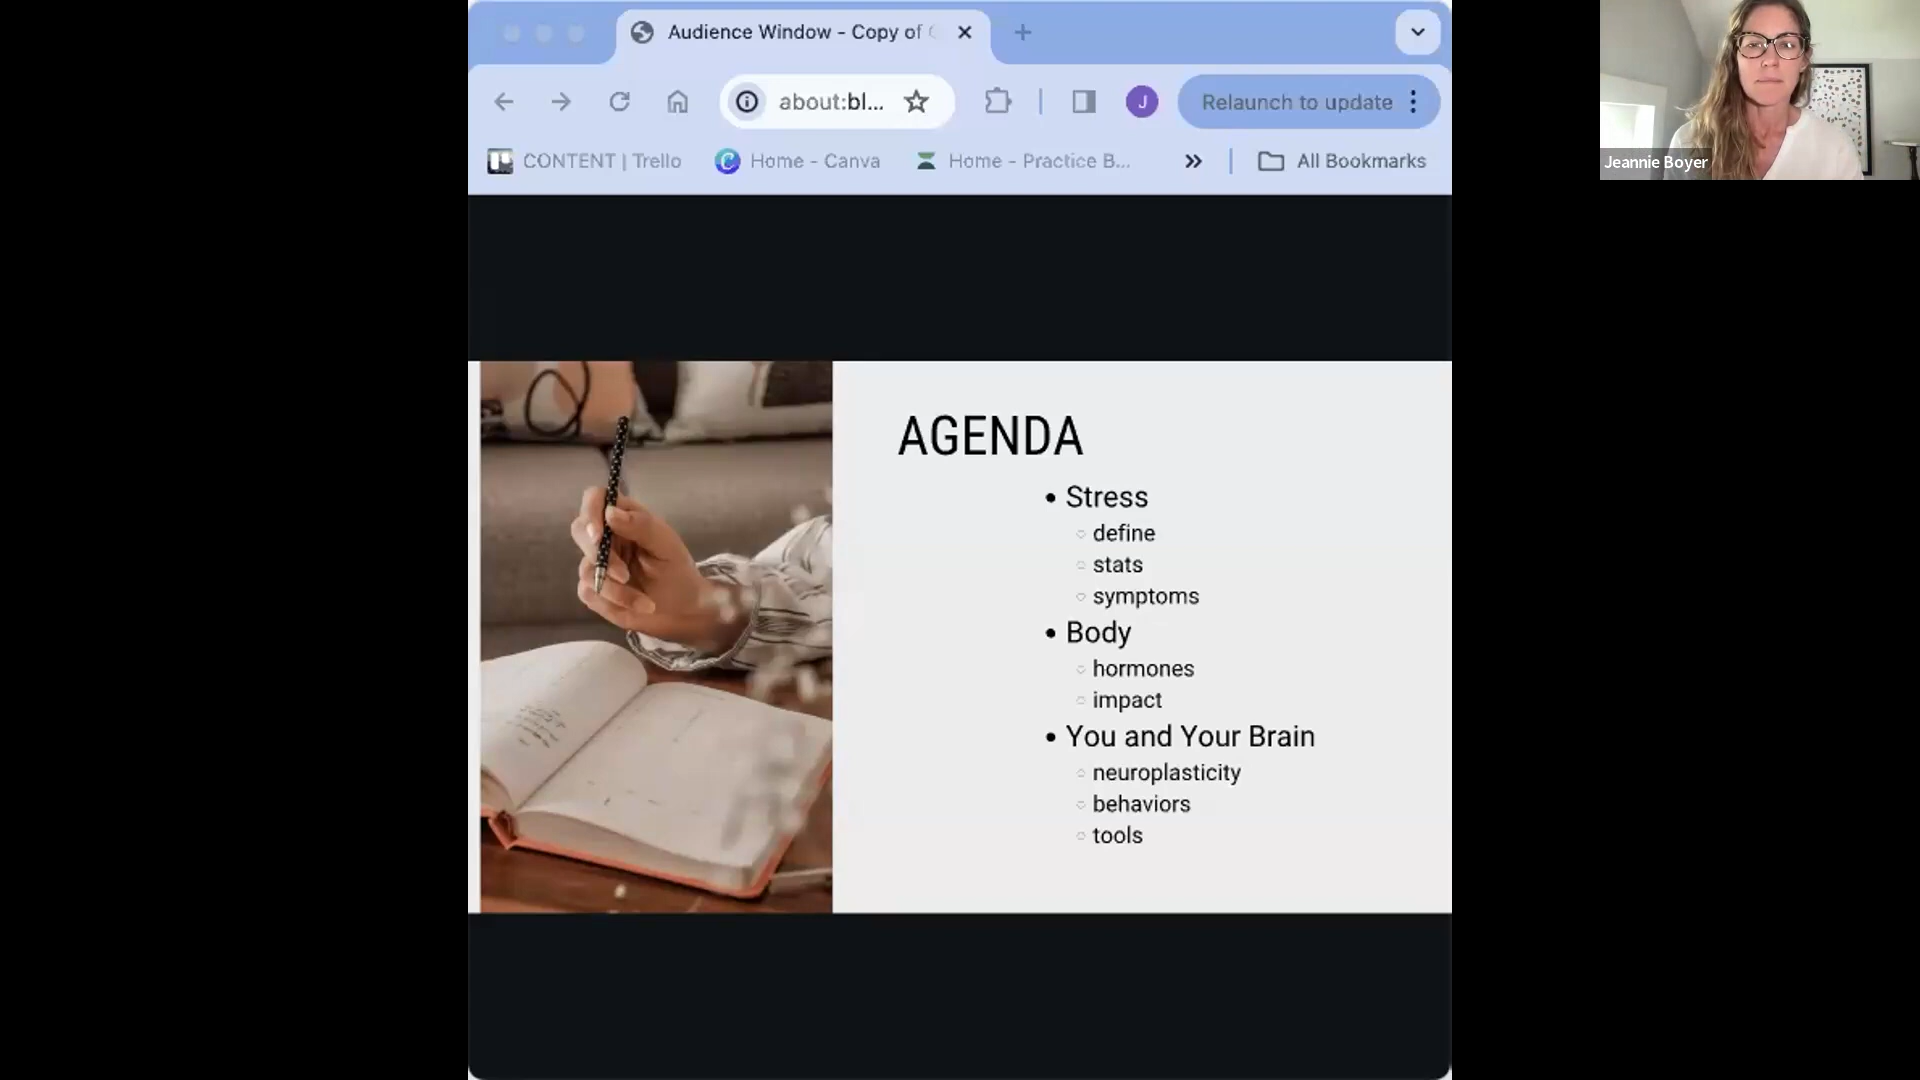 Audience Window - Copy of
about:bl...
J
Relaunch to update
CONTENT | Trello
Home - Canva
Home - Practice B...
All Bookmarks
Jeannie Boyer
AGENDA
• Stress
○ define
○ stats
○ symptoms
• Body
○ hormones
○ impact
• You and Your Brain
○ neuroplasticity
○ behaviors
○ tools